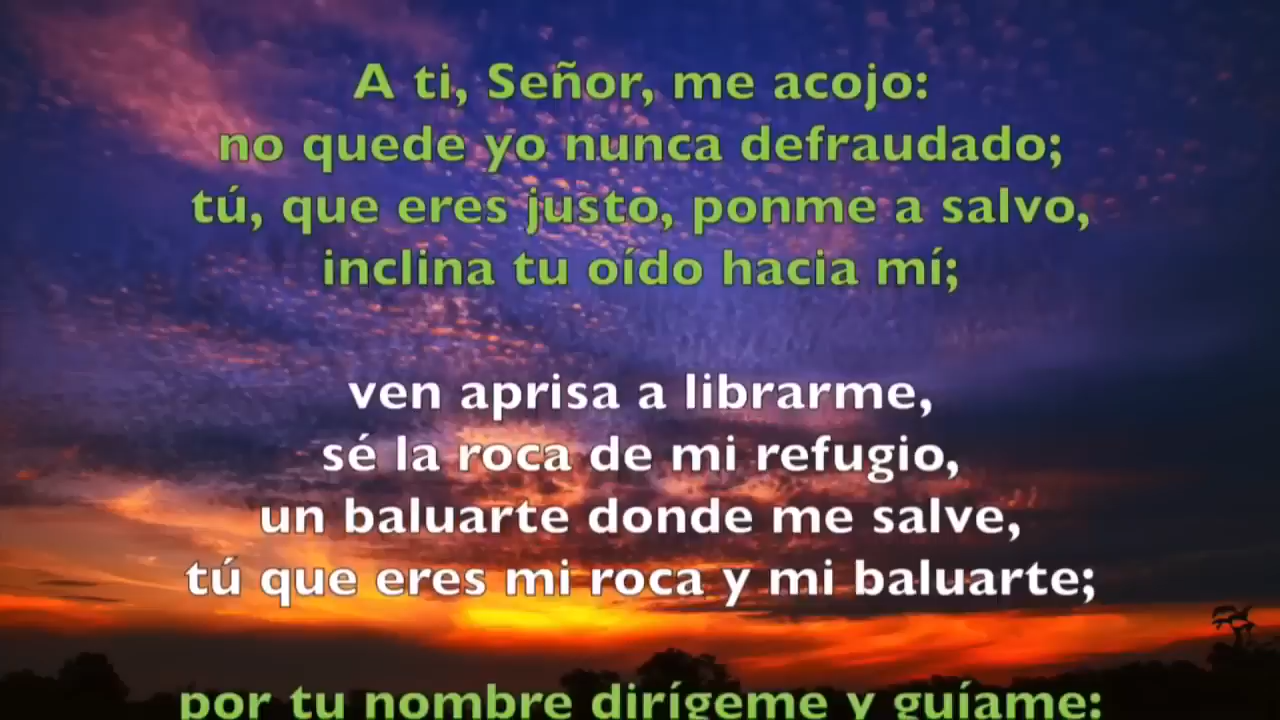 A ti, Señor, me acojo:
no quede yo nunca defraudado;
tú, que eres justo, ponme a salvo,
inclina tu oído hacia mí;
ven aprisa a librarme,
sé la roca de mi refugio,
un baluarte donde me salve,
tú que eres mi roca y mi baluarte;
por tu nombre dirígeme y guíame: